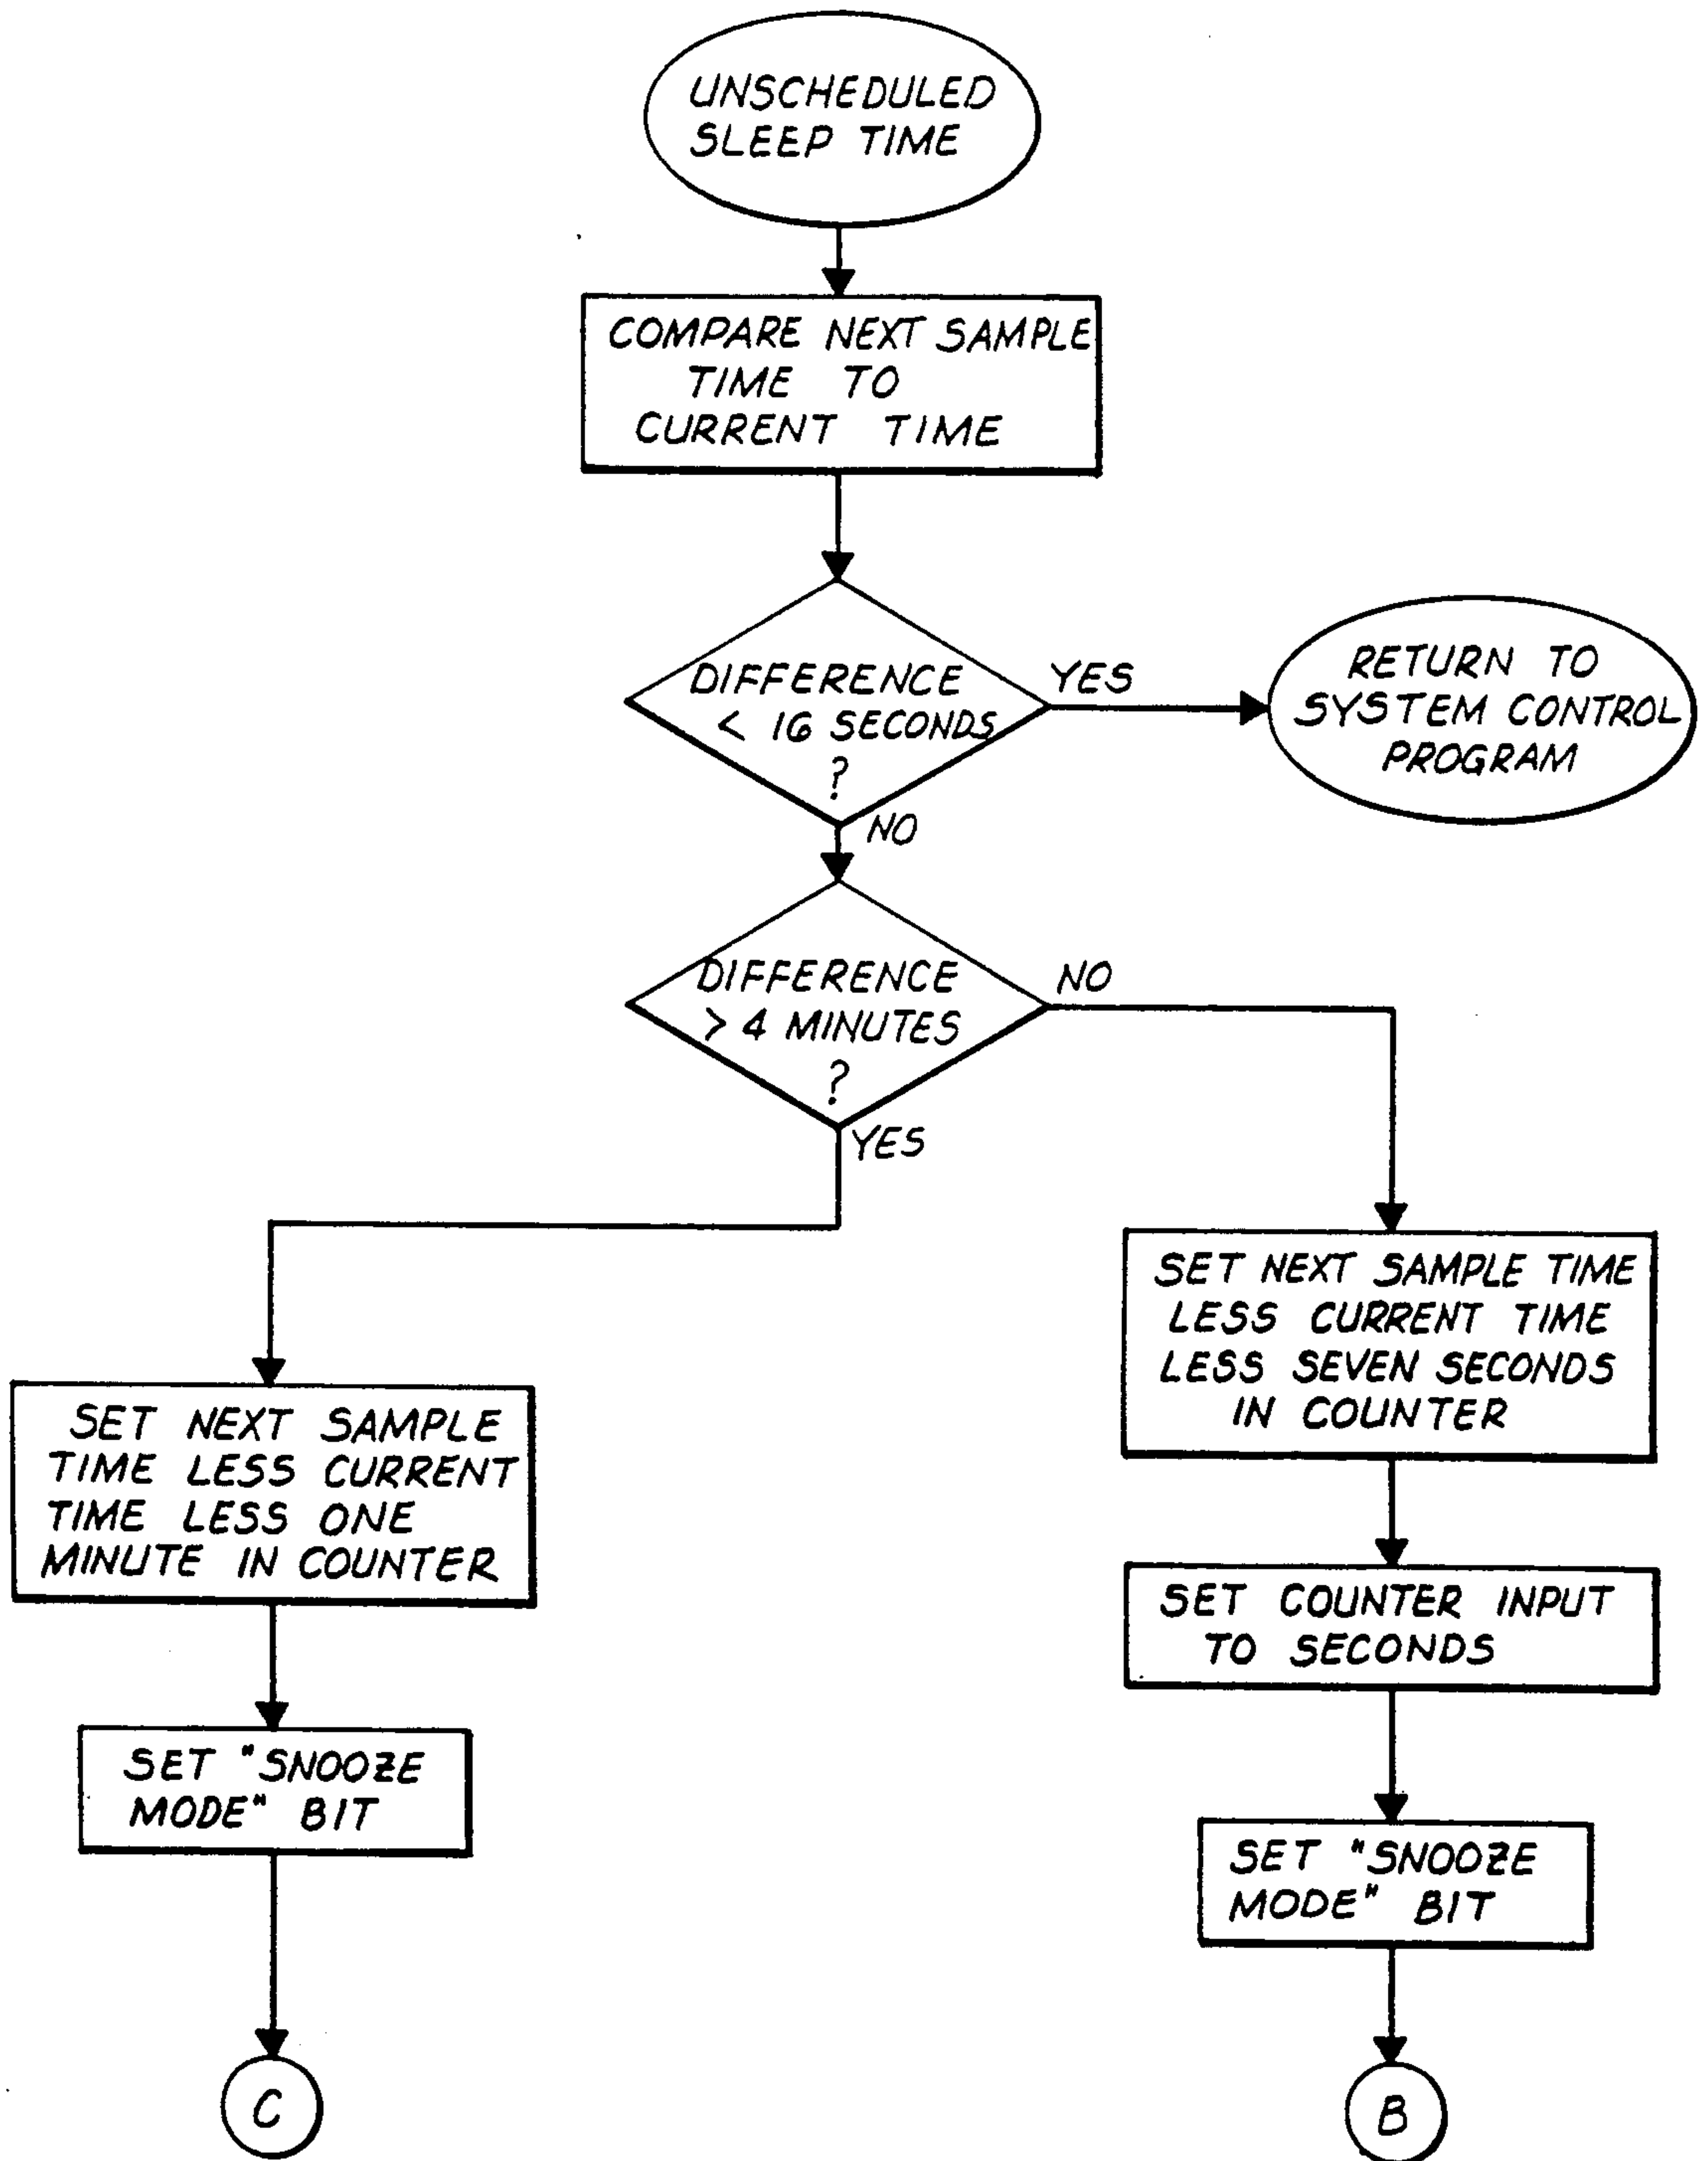 UNSCHEDULED
SLEEP TIME
COMPARE NEXT SAMPLE
TIME TO
CURRENT TIME
DIFFERENCE
< 16 SECONDS
?
YES
RETURN TO
SYSTEM CONTROL
PROGRAM
NO
DIFFERENCE
> 4 MINUTES
?
NO
YES
SET NEXT SAMPLE TIME
LESS CURRENT TIME
LESS SEVEN SECONDS
IN COUNTER
SET NEXT SAMPLE
TIME LESS CURRENT
TIME LESS ONE
MINUTE IN COUNTER
SET COUNTER INPUT
TO SECONDS
SET "SNOOZE
MODE" BIT
SET "SNOOZE
MODE" BIT
C
B